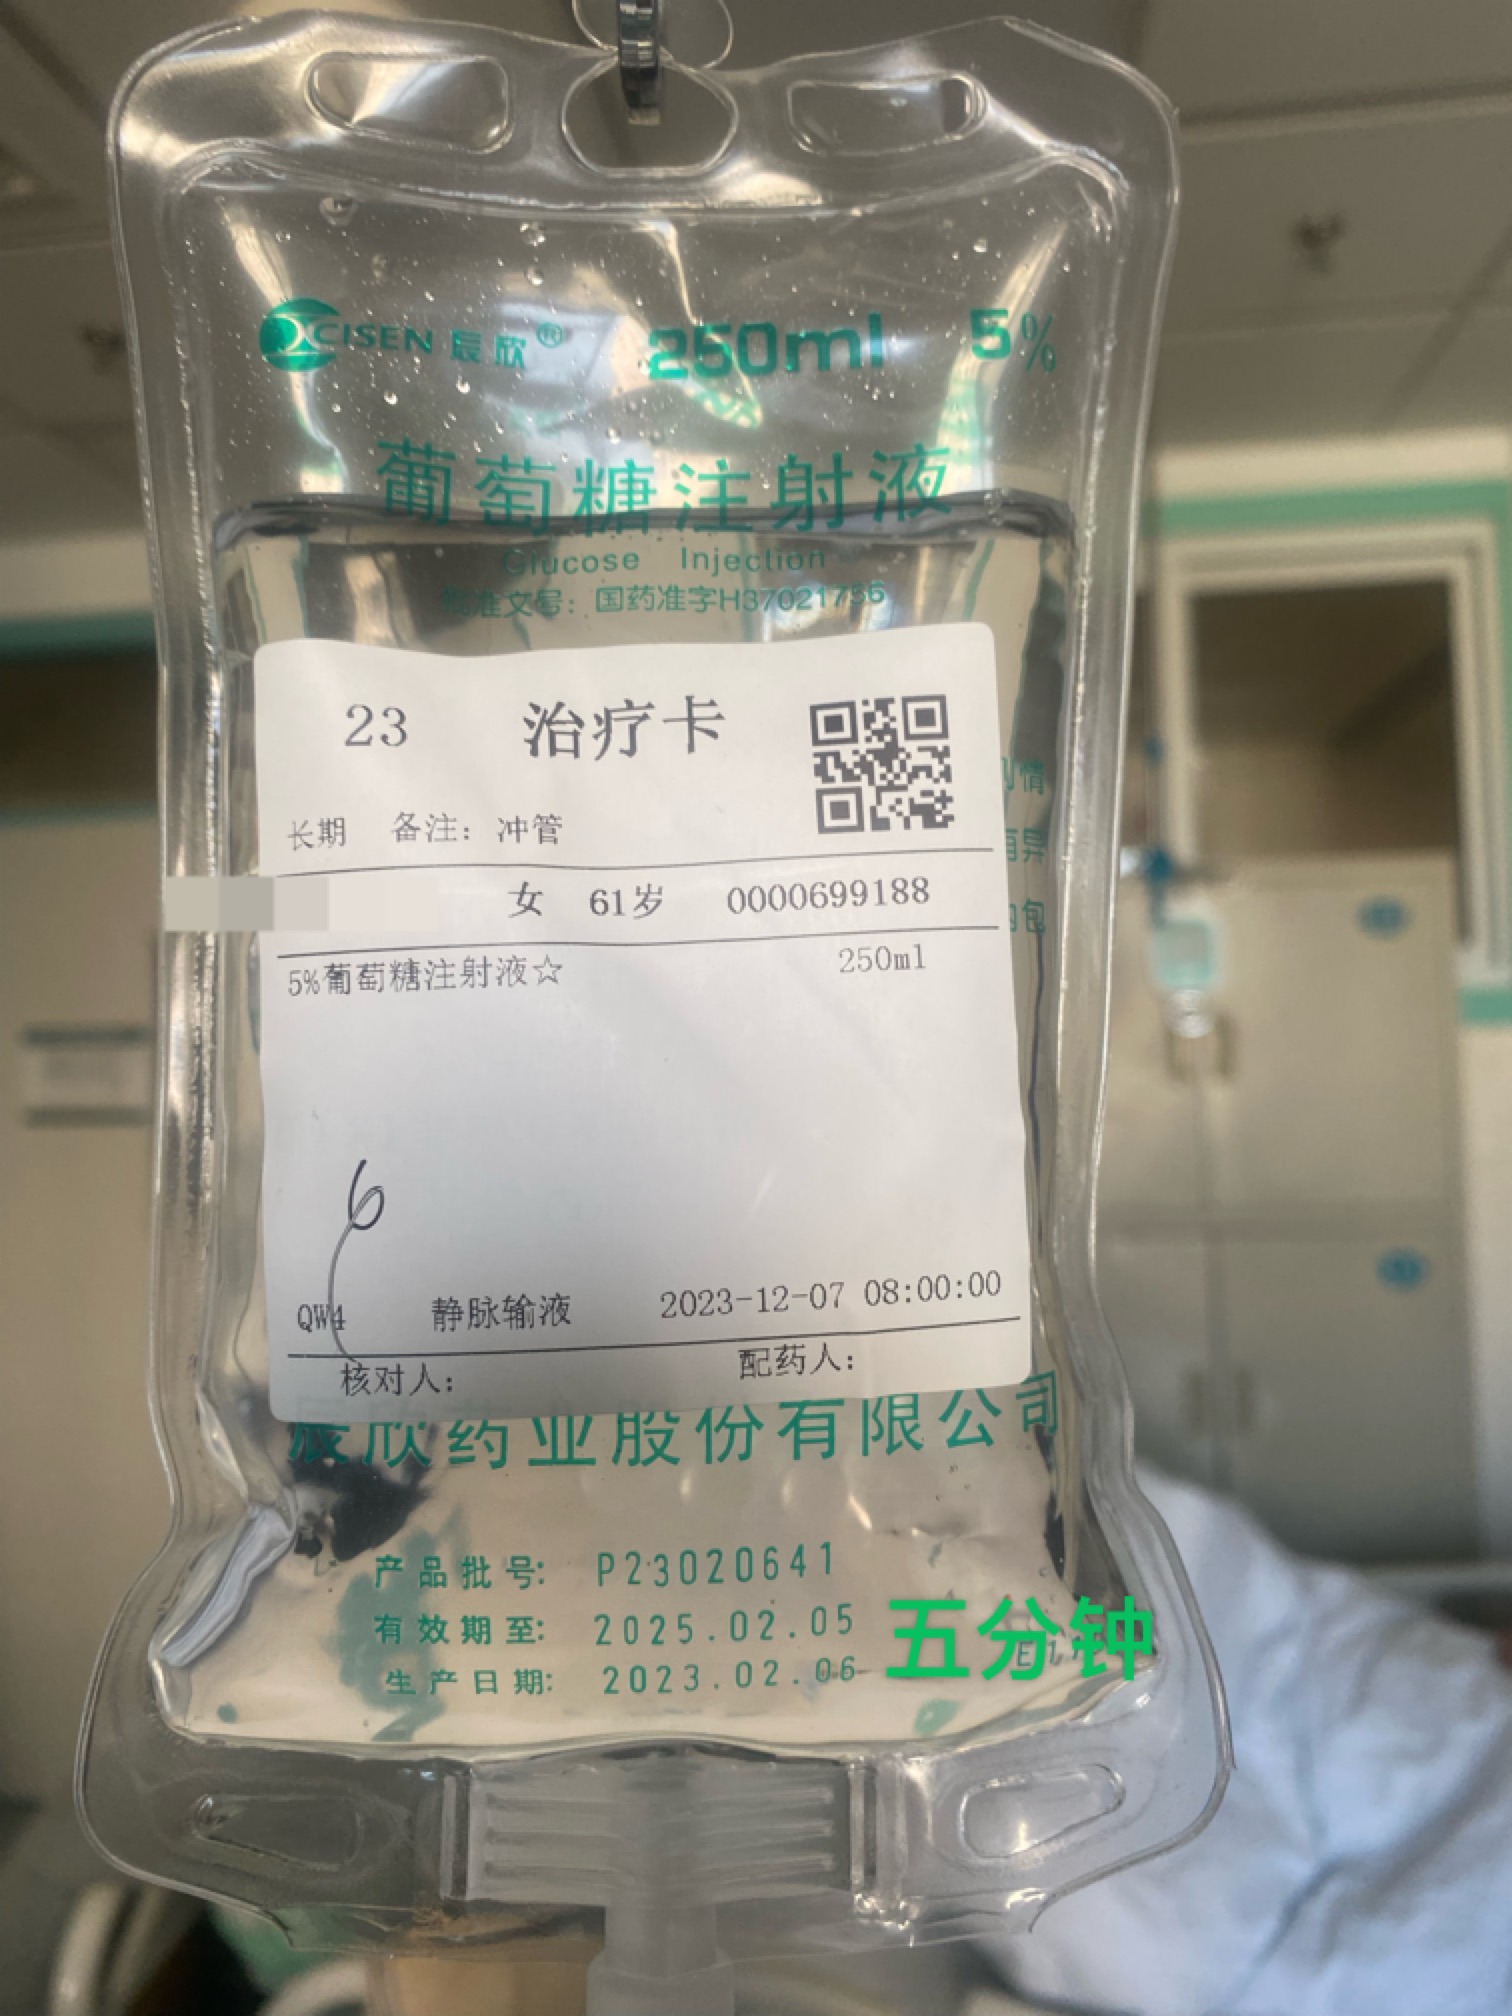 CISEN 辰欣® 250ml 5%
葡萄糖注射液
Glucose Injection
批准文号：国药准字H37021756
23 治疗卡
长期 备注：冲管
女 61岁 0000699188
5%葡萄糖注射液☆ 250ml
6
QW4 静脉输液 2023-12-07 08:00:00
核对人： 配药人：
辰欣药业股份有限公司
产品批号: P23020641
有效期至: 2025.02.05
生产日期: 2023.02.06
五分钟